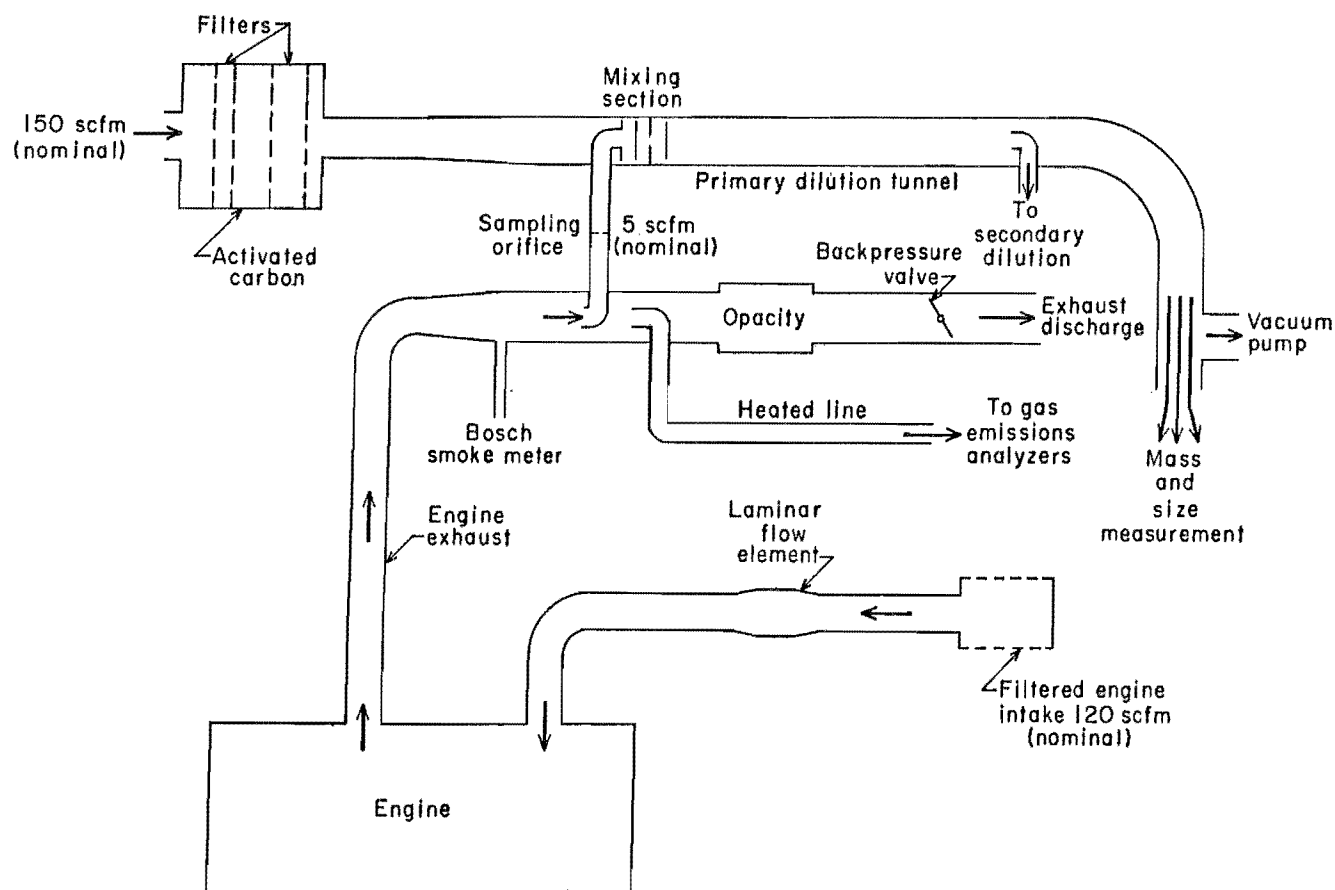 Filters
Mixing
section
150 scfm
(nominal)
Primary dilution tunnel
Activated
carbon
Sampling
orifice
5 scfm
(nominal)
To
secondary
dilution
Backpressure
valve
Opacity
Exhaust
discharge
Vacuum
pump
Bosch
smoke meter
Heated line
To gas
emissions
analyzers
Mass
and
size
measurement
Engine
exhaust
Laminar
flow
element
Filtered engine
intake 120 scfm
(nominal)
Engine